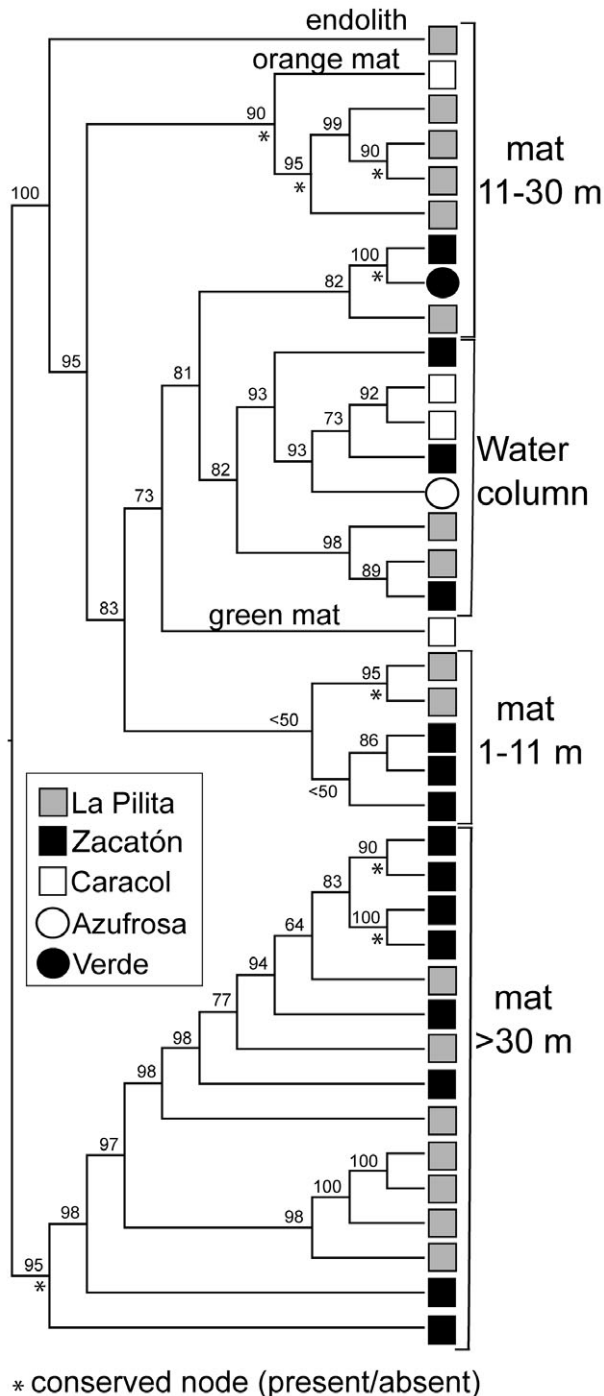 endolith
orange mat
90
*
99
90
*
95
*
mat
11-30 m
100
100
*
82
95
81
93
92
73
93
Water
column
82
98
89
73
green mat
83
95
*
<50
mat
1-11 m
86
<50
La Pilita
Zacatón
Caracol
Azufrosa
Verde
90
*
83
100
*
64
94
mat
>30 m
77
98
98
97
100
100
98
98
95
*
* conserved node (present/absent)